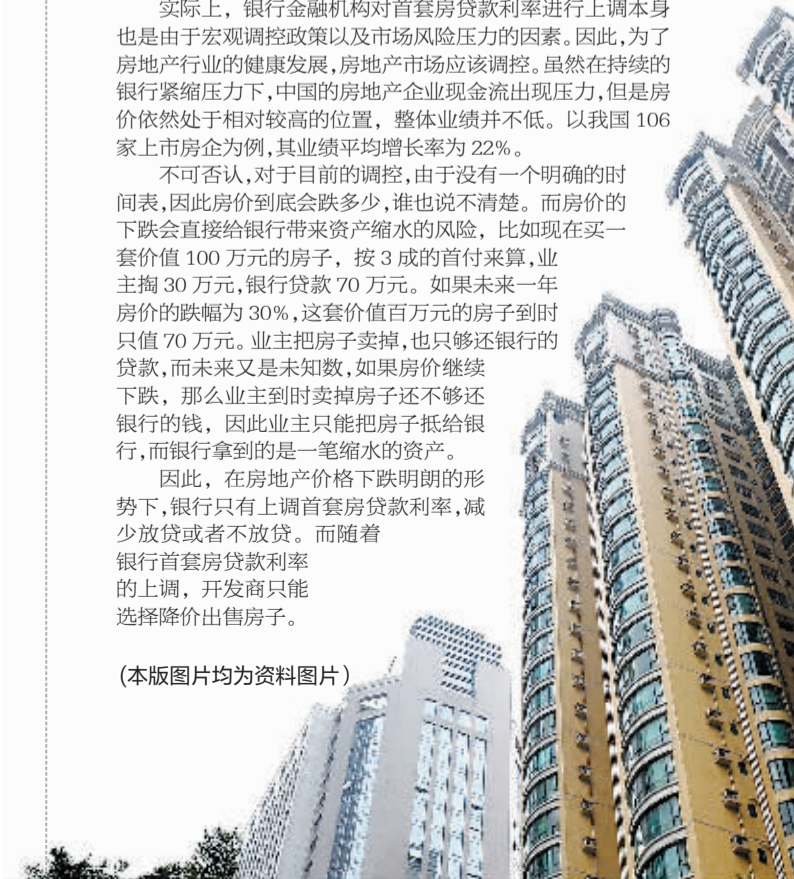 实际上，银行金融机构对首套房贷款利率进行上调本身
也是由于宏观调控政策以及市场风险压力的因素。因此,为了
房地产行业的健康发展,房地产市场应该调控。虽然在持续的
银行紧缩压力下,中国的房地产企业现金流出现压力,但是房
价依然处于相对较高的位置，整体业绩并不低。以我国 106
家上市房企为例,其业绩平均增长率为 22%。
不可否认,对于目前的调控,由于没有一个明确的时
间表,因此房价到底会跌多少,谁也说不清楚。而房价的
下跌会直接给银行带来资产缩水的风险，比如现在买一
套价值 100 万元的房子，按 3 成的首付来算,业
主掏 30 万元,银行贷款 70 万元。如果未来一年
房价的跌幅为 30%,这套价值百万元的房子到时
只值 70 万元。业主把房子卖掉,也只够还银行的
贷款,而未来又是未知数,如果房价继续
下跌，那么业主到时卖掉房子还不够还
银行的钱，因此业主只能把房子抵给银
行,而银行拿到的是一笔缩水的资产。
因此，在房地产价格下跌明朗的形
势下,银行只有上调首套房贷款利率,减
少放贷或者不放贷。而随着
银行首套房贷款利率
的上调，开发商只能
选择降价出售房子。
(本版图片均为资料图片)